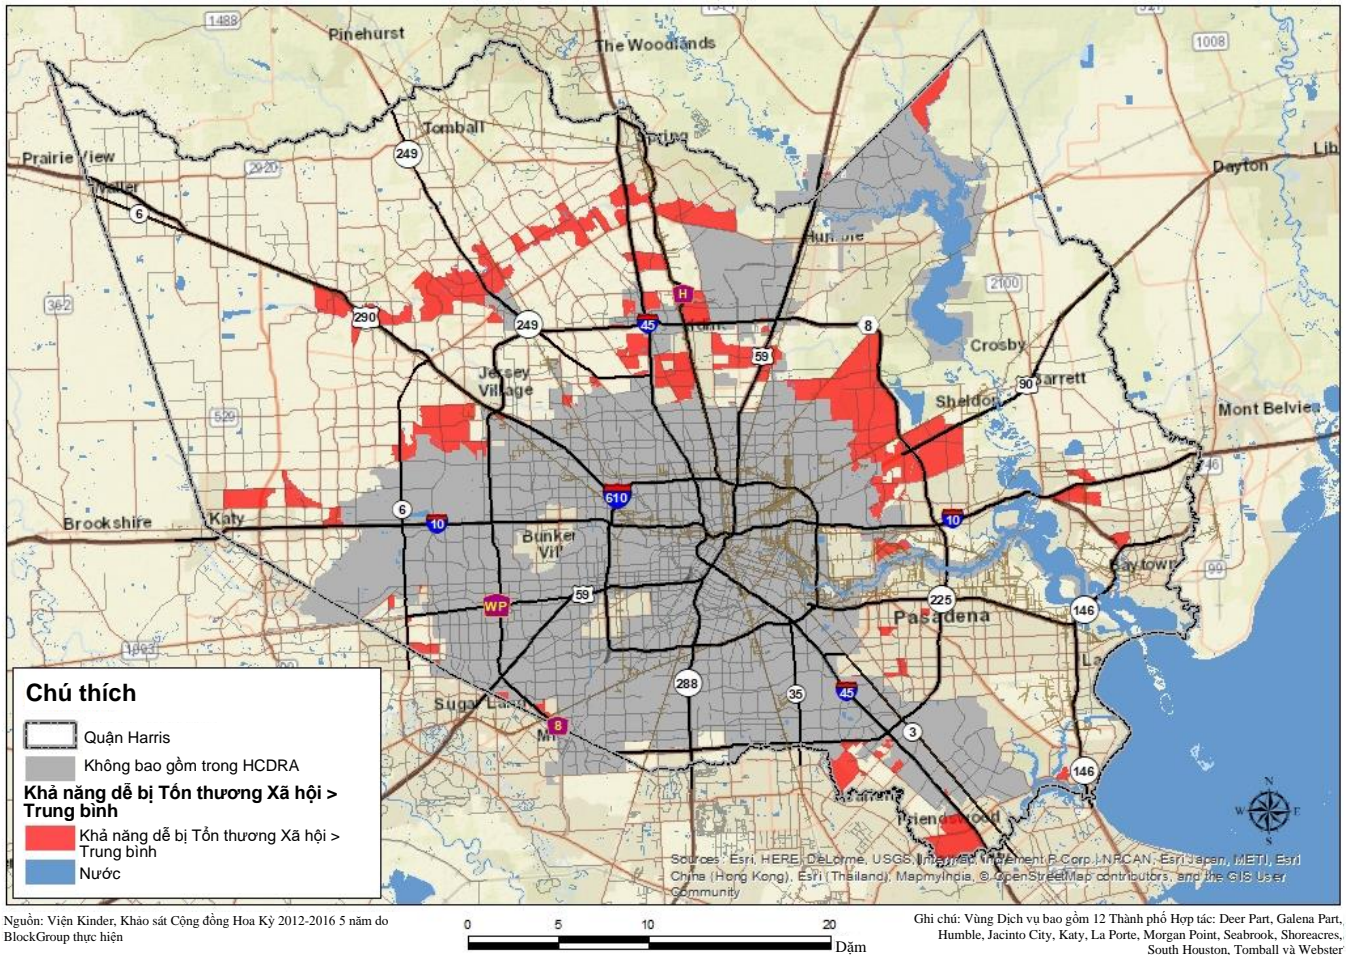 1488
Pinehurst
The Woodlands
1008
Tomball
249
Spring
Prairie View
2920
Waller
6
Dayton
Lib
Humble
362
290
249
H
45
8
59
2100
Crosby
Jersey
Village
90
Barrett
Sheldon
Mont Belvieu
529
146
610
Brookshire
Katy
6
10
10
Bunker
Vil
Baytown
99
WP
59
225
146
Pasadena
1093
La
288
35
45
Sugar Land
8
3
146
Friendswood
N
W E
S
Chú thích
Quận Harris
Không bao gồm trong HCDRA
Khả năng dễ bị Tổn thương Xã hội >
Trung bình
Khả năng dễ bị Tổn thương Xã hội >
Trung bình
Nước
Sources: Esri, HERE, DeLorme, USGS, Intermap, increment P Corp., NRCAN, Esri Japan, METI, Esri
China (Hong Kong), Esri (Thailand), MapmyIndia, © OpenStreetMap contributors, and the GIS User
Community
Nguồn: Viện Kinder, Khảo sát Cộng đồng Hoa Kỳ 2012-2016 5 năm do
BlockGroup thực hiện
0 5 10 20
Dặm
Ghi chú: Vùng Dịch vụ bao gồm 12 Thành phố Hợp tác: Deer Part, Galena Part,
Humble, Jacinto City, Katy, La Porte, Morgan Point, Seabrook, Shoreacres,
South Houston, Tomball và Webster